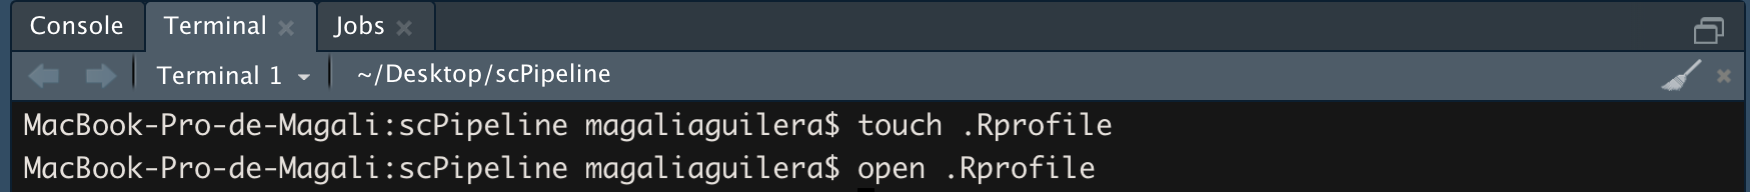 Console Terminal Jobs
Terminal 1 ~/Desktop/scPipeline
MacBook-Pro-de-Magali:scPipeline magaliaguilera$ touch .Rprofile
MacBook-Pro-de-Magali:scPipeline magaliaguilera$ open .Rprofile